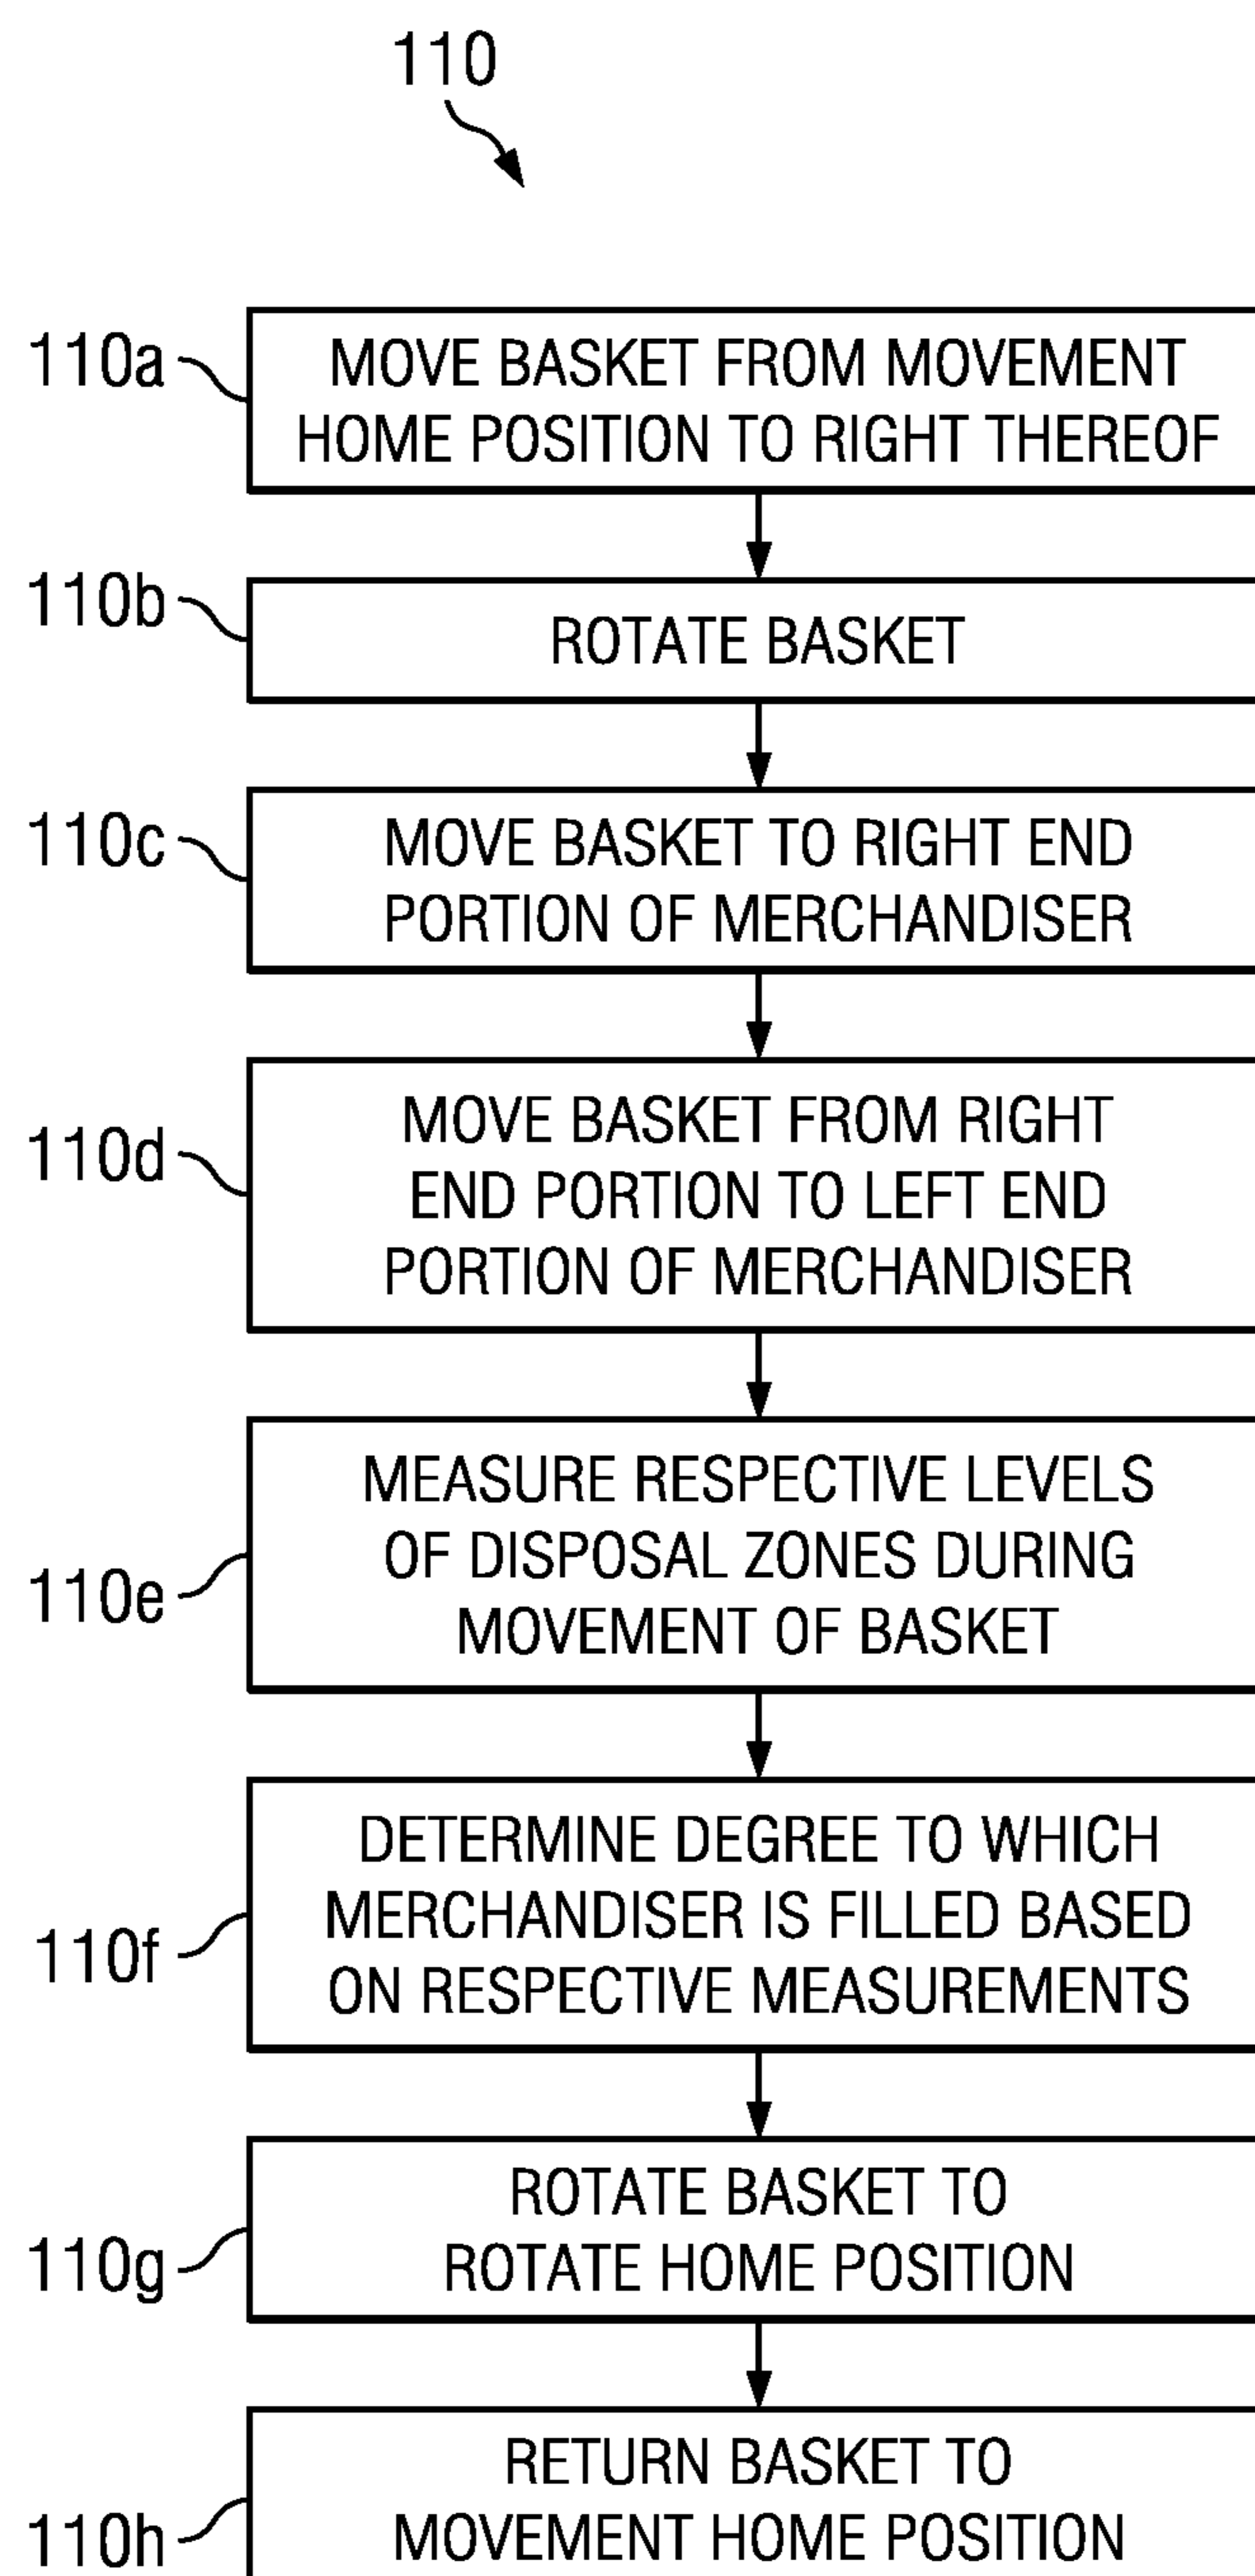 110
110a
MOVE BASKET FROM MOVEMENT
HOME POSITION TO RIGHT THEREOF
110b
ROTATE BASKET
110c
MOVE BASKET TO RIGHT END
PORTION OF MERCHANDISER
110d
MOVE BASKET FROM RIGHT
END PORTION TO LEFT END
PORTION OF MERCHANDISER
110e
MEASURE RESPECTIVE LEVELS
OF DISPOSAL ZONES DURING
MOVEMENT OF BASKET
110f
DETERMINE DEGREE TO WHICH
MERCHANDISER IS FILLED BASED
ON RESPECTIVE MEASUREMENTS
110g
ROTATE BASKET TO
ROTATE HOME POSITION
110h
RETURN BASKET TO
MOVEMENT HOME POSITION